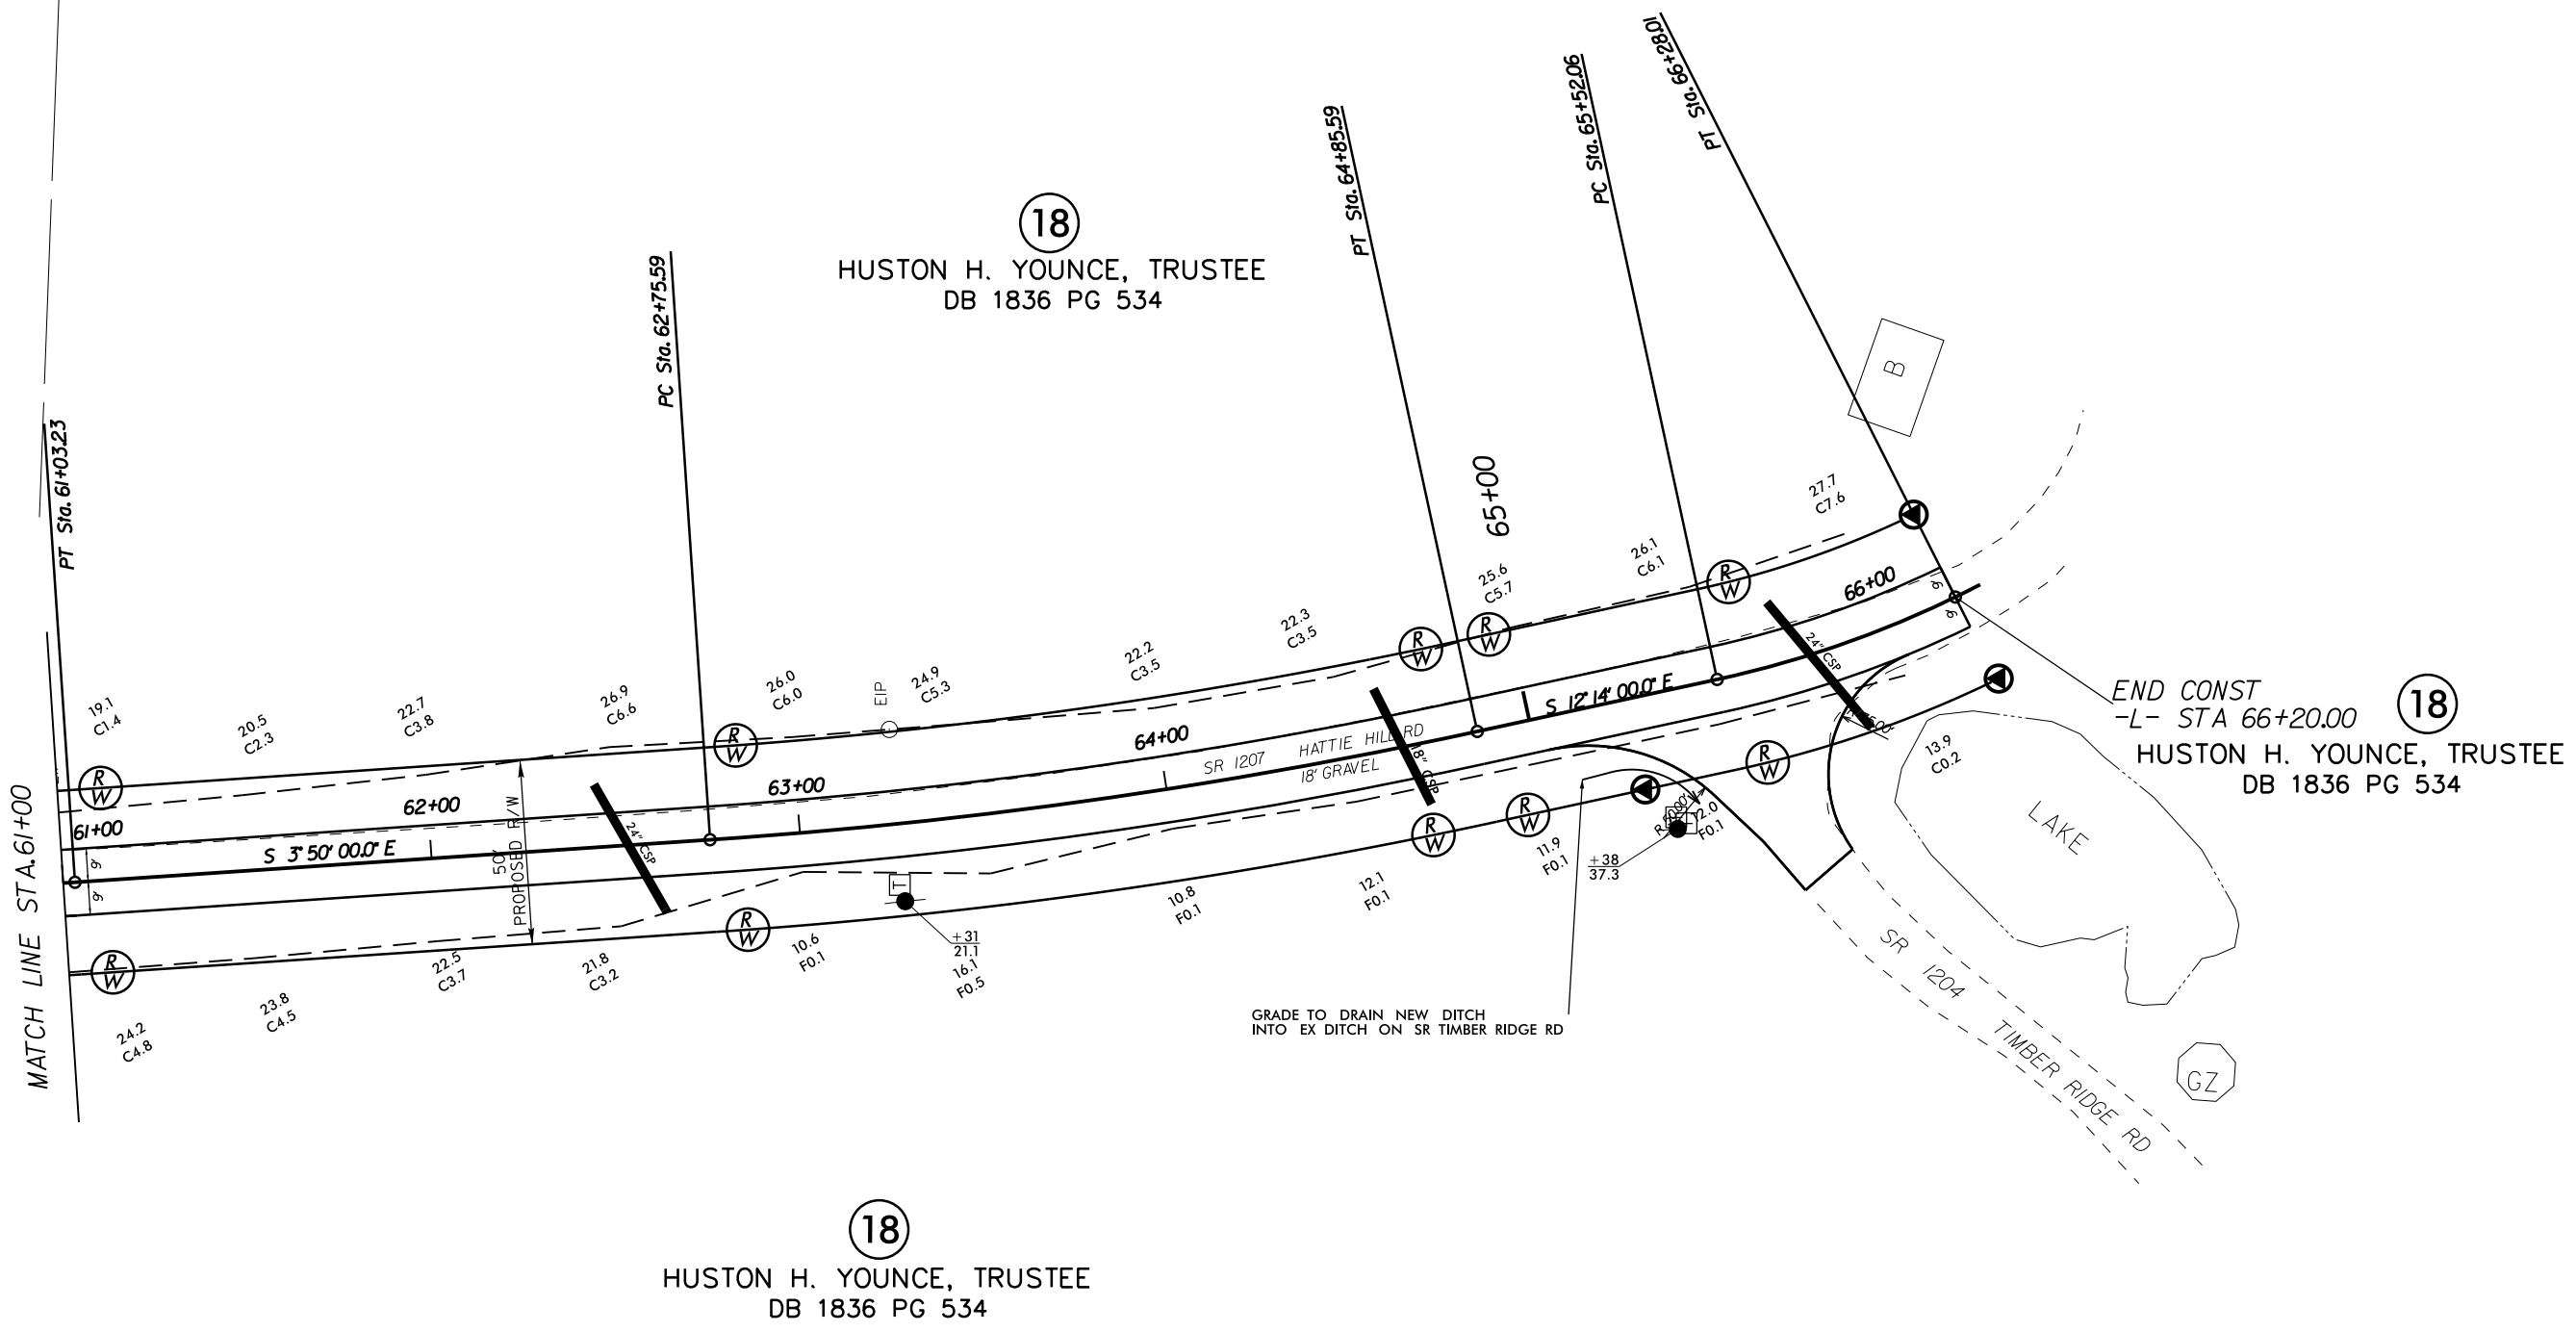 PT Sta. 66+28.01
PC Sta. 65+52.06
PT Sta. 64+85.59
PC Sta. 62+75.59
PT Sta. 61+03.23
18
HUSTON H. YOUNCE, TRUSTEE
DB 1836 PG 534
B
65+00
27.7
C7.6
26.1
C6.1
25.6
C5.7
22.3
C3.5
22.2
C3.5
24.9
C5.3
EIP
26.0
C6.0
26.9
C6.6
22.7
C3.8
20.5
C2.3
19.1
C1.4
R/W
R/W
R/W
R/W
R/W
66+00
9'
9'
24" CSP
END CONST
-L- STA 66+20.00
18
HUSTON H. YOUNCE, TRUSTEE
DB 1836 PG 534
S 12° 14' 00.0" E
64+00
SR 1207 HATTIE HILL RD
18' GRAVEL
18" CSP
63+00
62+00
61+00
S 3° 50' 00.0" E
9'
9'
50'
PROPOSED R/W
24" CSP
T
MATCH LINE STA.61+00
R/W
R/W
R/W
R/W
R/W
13.9
C0.2
LAKE
R 50.00'
12.0
F0.1
11.9
F0.1
+38
37.3
12.1
F0.1
10.8
F0.1
+31
21.1
16.1
F0.5
10.6
F0.1
21.8
C3.2
22.5
C3.7
23.8
C4.5
24.2
C4.8
GRADE TO DRAIN NEW DITCH
INTO EX DITCH ON SR TIMBER RIDGE RD
SR 1204 TIMBER RIDGE RD
GZ
18
HUSTON H. YOUNCE, TRUSTEE
DB 1836 PG 534